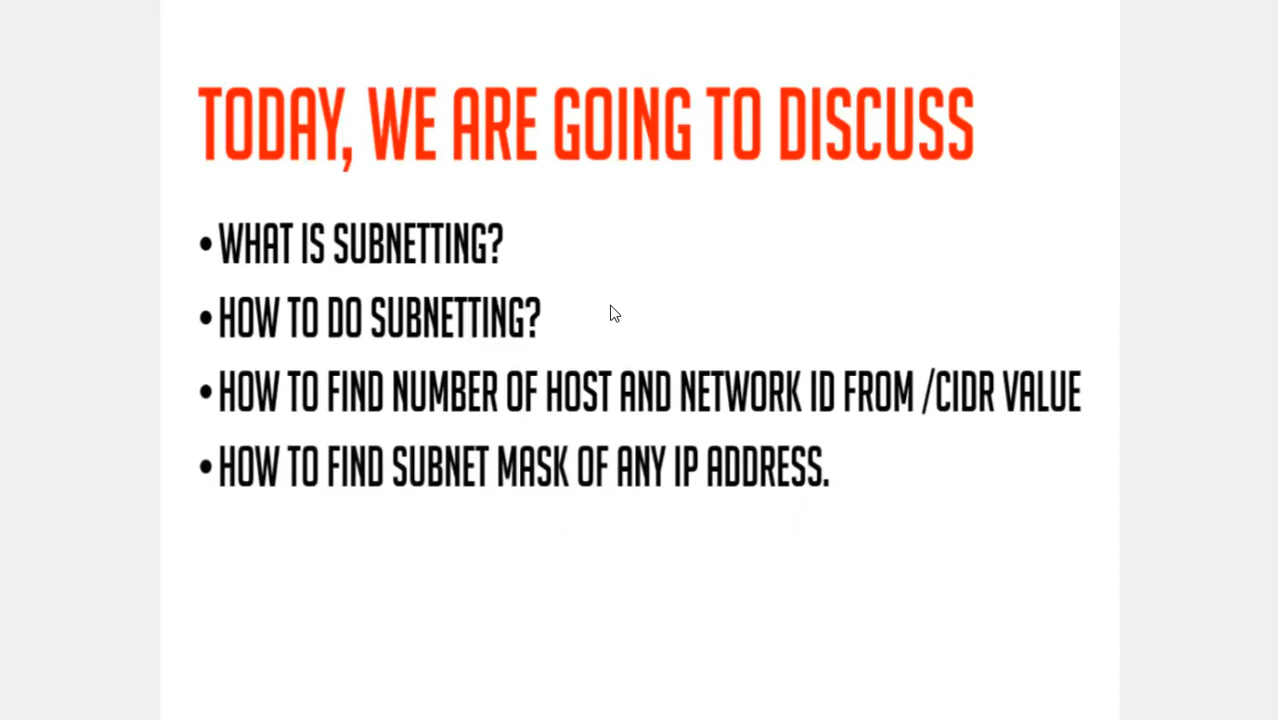 TODAY, WE ARE GOING TO DISCUSS
• WHAT IS SUBNETTING?
• HOW TO DO SUBNETTING?
• HOW TO FIND NUMBER OF HOST AND NETWORK ID FROM /CIDR VALUE
• HOW TO FIND SUBNET MASK OF ANY IP ADDRESS.